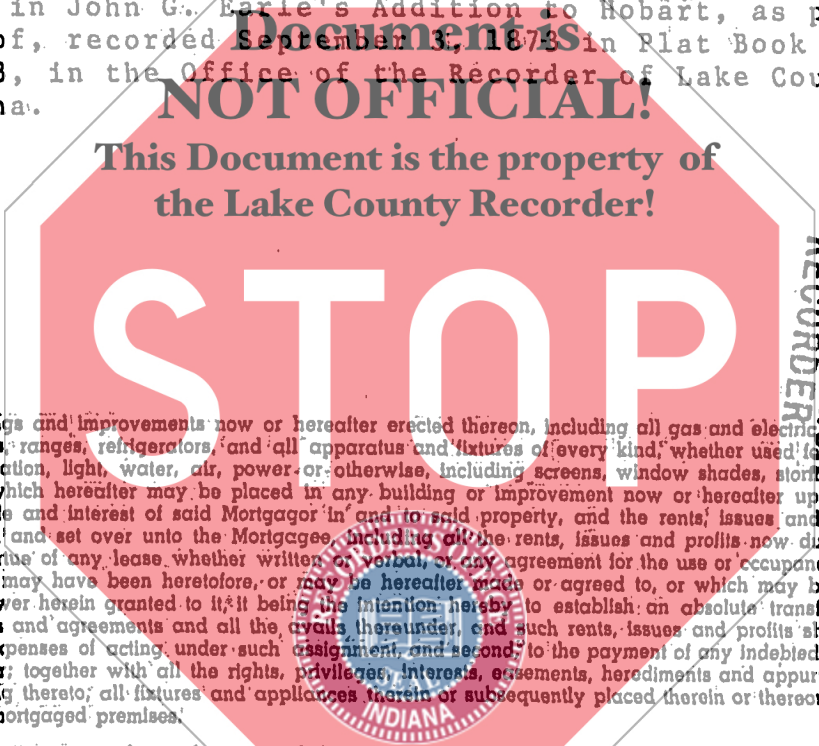 in John G. Earle's Addition to Hobart, as p
of, recorded September 3, 1873 in Plat Book
3, in the Office of the Recorder of Lake Cou
na.
Document is
NOT OFFICIAL!
This Document is the property of
the Lake County Recorder!
STOP
RECORDER
gs and improvements now or hereafter erected thereon, including all gas and electric
, ranges, refrigerators, and all apparatus and fixtures of every kind, whether used fo
ation, light, water, air, power or otherwise, including screens, window shades, storm
which hereafter may be placed in any building or improvement now or hereafter up
e and interest of said Mortgagor in and to said property, and the rents, issues and
and set over unto the Mortgagee, including all the rents, issues and profits now du
rtue of any lease whether written or verbal, or any agreement for the use or occupan
may have been heretofore, or may be hereafter made or agreed to, or which may b
wer herein granted to it, it being the intention hereby to establish an absolute transf
s and agreements and all the avails thereunder, and such rents, issues and profits sh
xpenses of acting under such assignment, and second, to the payment of any indebted
r; together with all the rights, privileges, interests, easements, herediments and appur
g thereto, all fixtures and appliances therein or subsequently placed therein or thereon
ortgaged premises.
RECORDER'S OFFICE
INDIANA